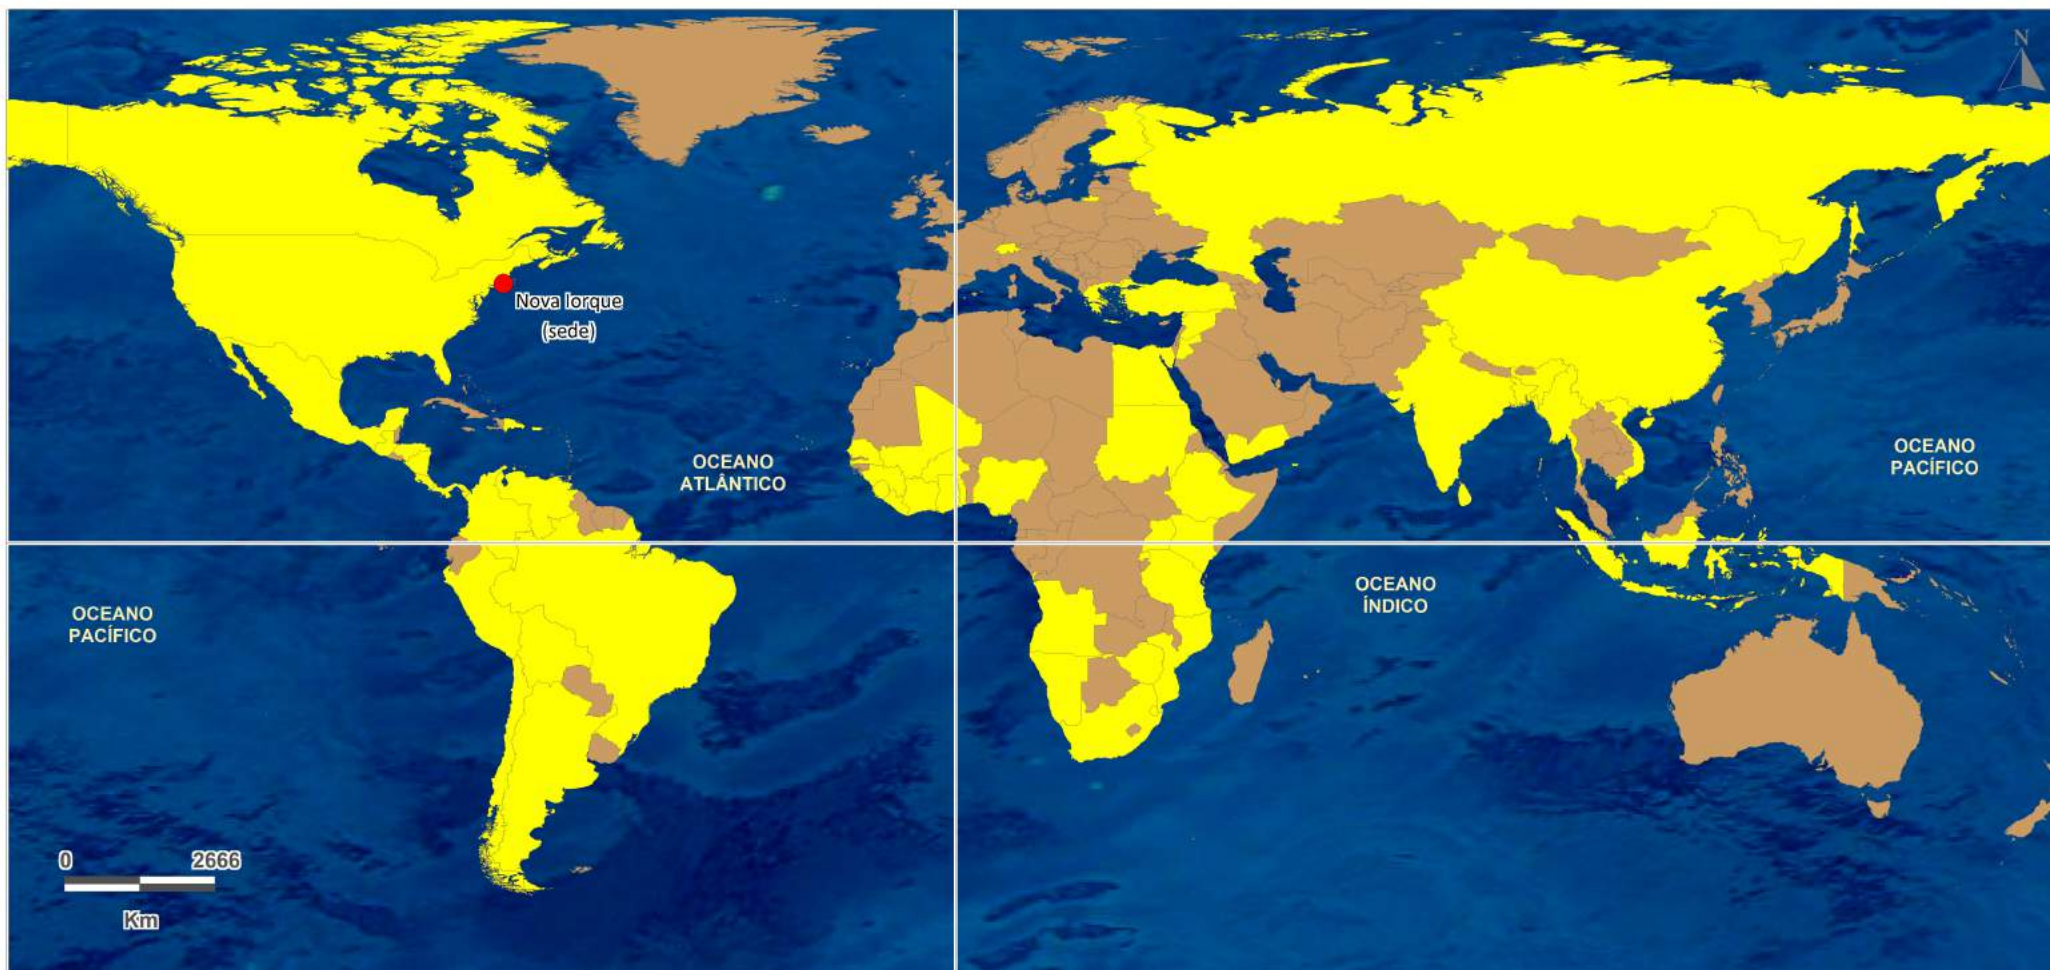 N
Nova Iorque
(sede)
OCEANO
ATLÂNTICO
OCEANO
PACÍFICO
OCEANO
PACÍFICO
OCEANO
ÍNDICO
0 2666
Km